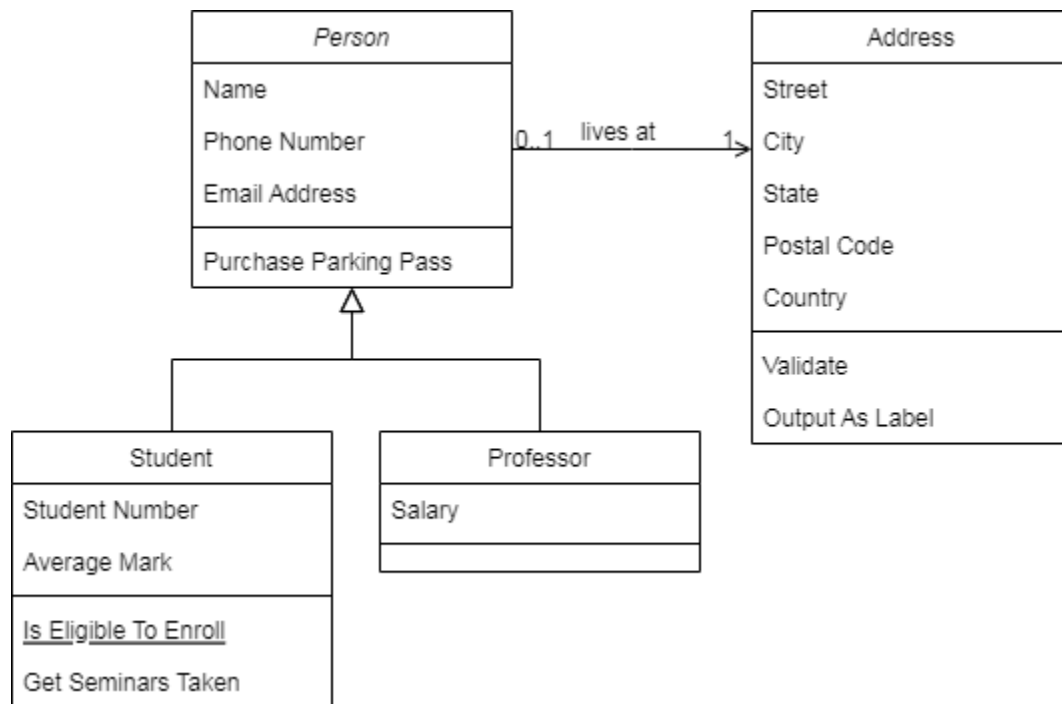 Person
Name
Phone Number
Email Address
Purchase Parking Pass
0..1 lives at 1
Address
Street
City
State
Postal Code
Country
Validate
Output As Label
Student
Student Number
Average Mark
Is Eligible To Enroll
Get Seminars Taken
Professor
Salary